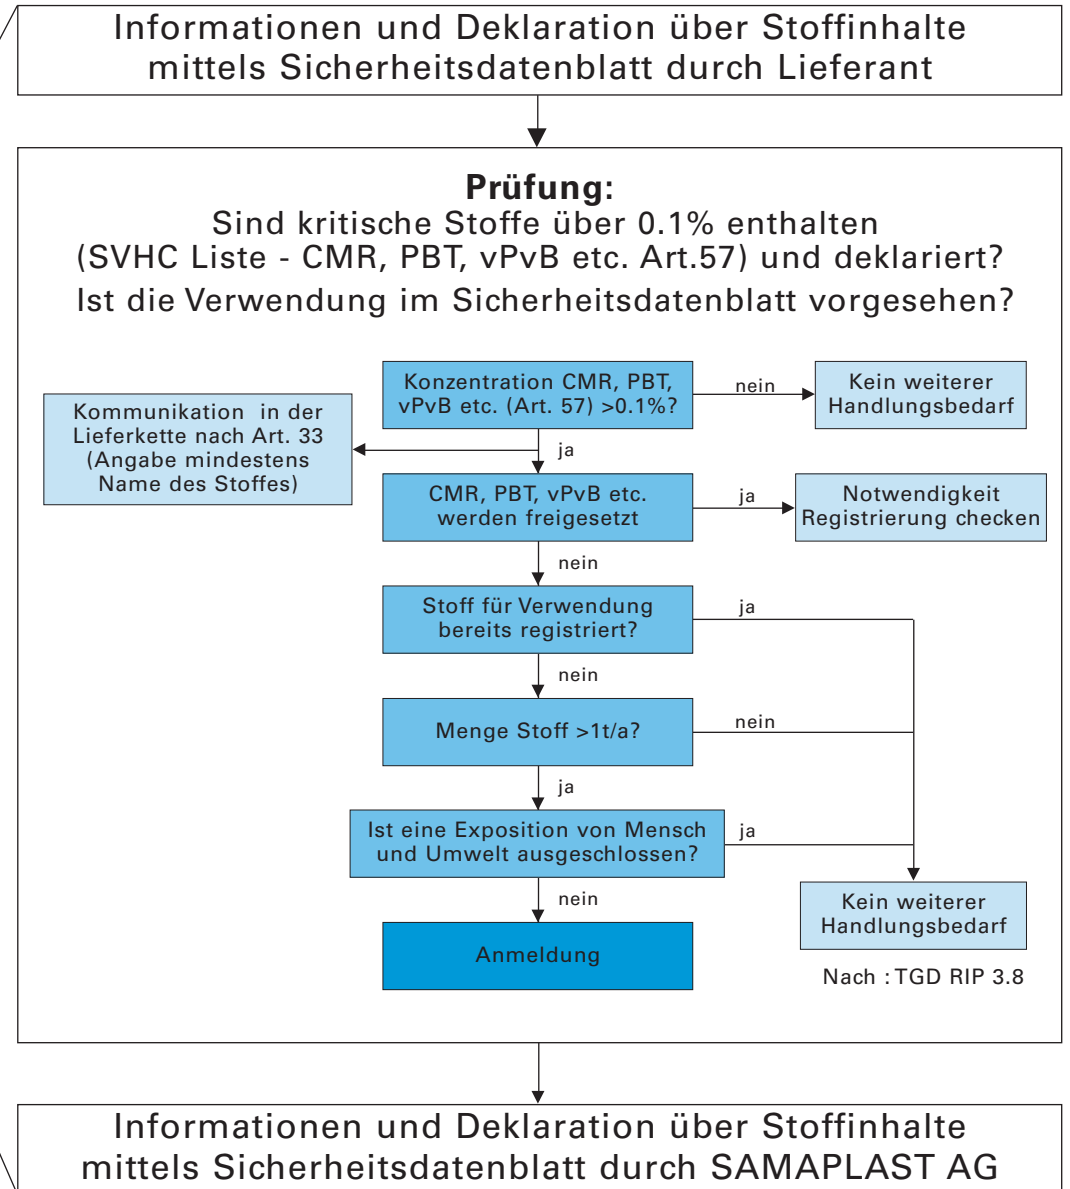 Informationen und Deklaration über Stoffinhalte
mittels Sicherheitsdatenblatt durch Lieferant
Prüfung:
Sind kritische Stoffe über 0.1% enthalten
(SVHC Liste - CMR, PBT, vPvB etc. Art.57) und deklariert?
Ist die Verwendung im Sicherheitsdatenblatt vorgesehen?
Konzentration CMR, PBT,
vPvB etc. (Art. 57) >0.1%?
nein
Kein weiterer
Handlungsbedarf
Kommunikation in der
Lieferkette nach Art. 33
(Angabe mindestens
Name des Stoffes)
ja
CMR, PBT, vPvB etc.
werden freigesetzt
ja
Notwendigkeit
Registrierung checken
nein
Stoff für Verwendung
bereits registriert?
ja
nein
Menge Stoff >1t/a?
nein
ja
Ist eine Exposition von Mensch
und Umwelt ausgeschlossen?
ja
nein
Kein weiterer
Handlungsbedarf
Anmeldung
Nach : TGD RIP 3.8
Informationen und Deklaration über Stoffinhalte
mittels Sicherheitsdatenblatt durch SAMAPLAST AG